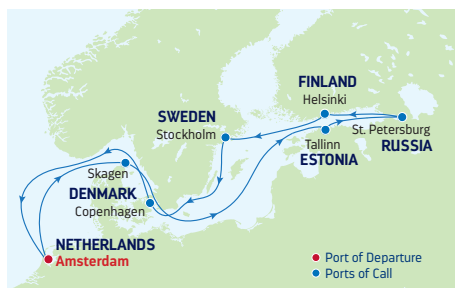 FINLAND
Helsinki
SWEDEN
Stockholm
St. Petersburg
RUSSIA
Tallinn
ESTONIA
Skagen
DENMARK
Copenhagen
NETHERLANDS
Amsterdam
Port of Departure
Ports of Call